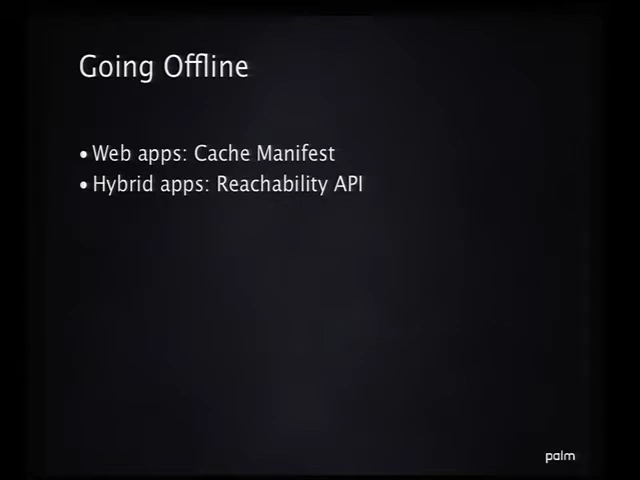 Going Offline
• Web apps: Cache Manifest
• Hybrid apps: Reachability API
palm